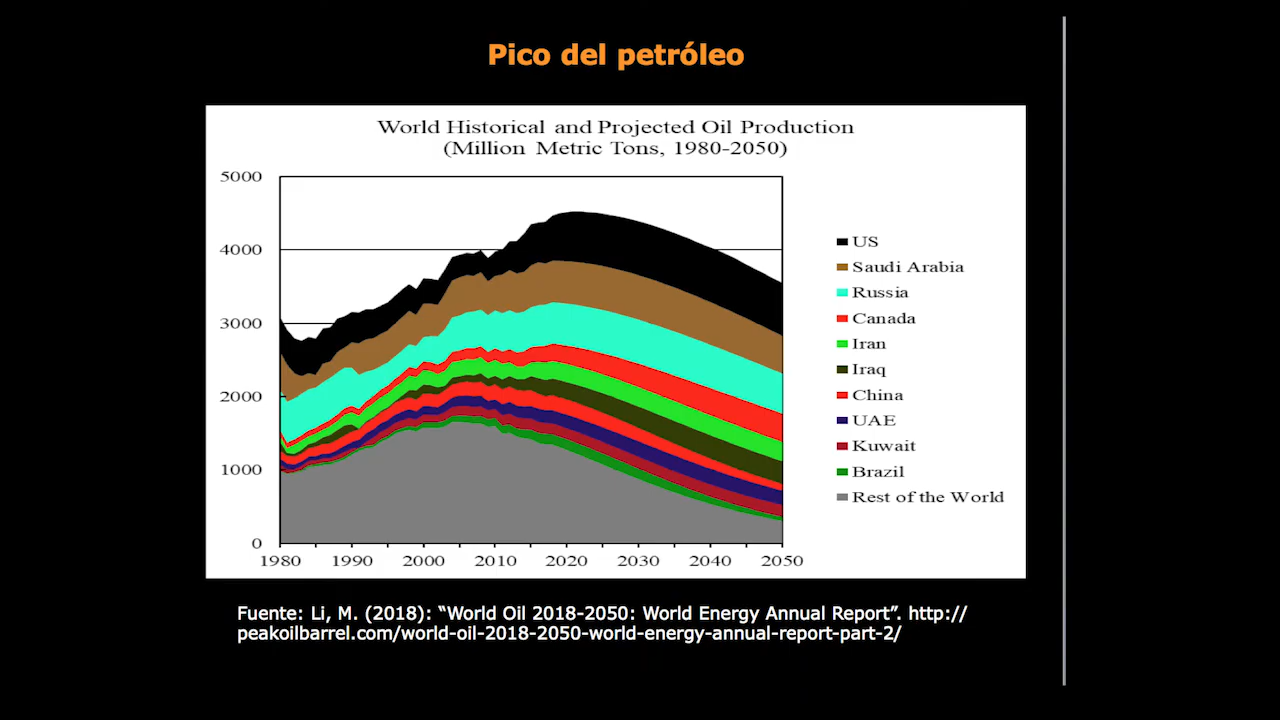 Pico del petróleo
World Historical and Projected Oil Production
(Million Metric Tons, 1980-2050)
5000
4000
3000
2000
1000
0
1980 1990 2000 2010 2020 2030 2040 2050
US
Saudi Arabia
Russia
Canada
Iran
Iraq
China
UAE
Kuwait
Brazil
Rest of the World
Fuente: Li, M. (2018): “World Oil 2018-2050: World Energy Annual Report”. http://
peakoilbarrel.com/world-oil-2018-2050-world-energy-annual-report-part-2/